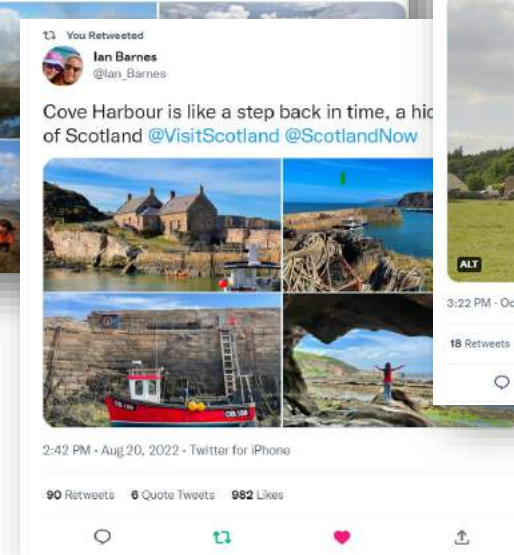 You Retweeted
Ian Barnes
@Ian_Barnes
Cove Harbour is like a step back in time, a
of Scotland @VisitScotland @ScotlandNow
2:42 PM · Aug 20, 2022 · Twitter for iPhone
90 Retweets 6 Quote Tweets 982 Likes
ALT
3:22 PM · Oc
18 Retweets